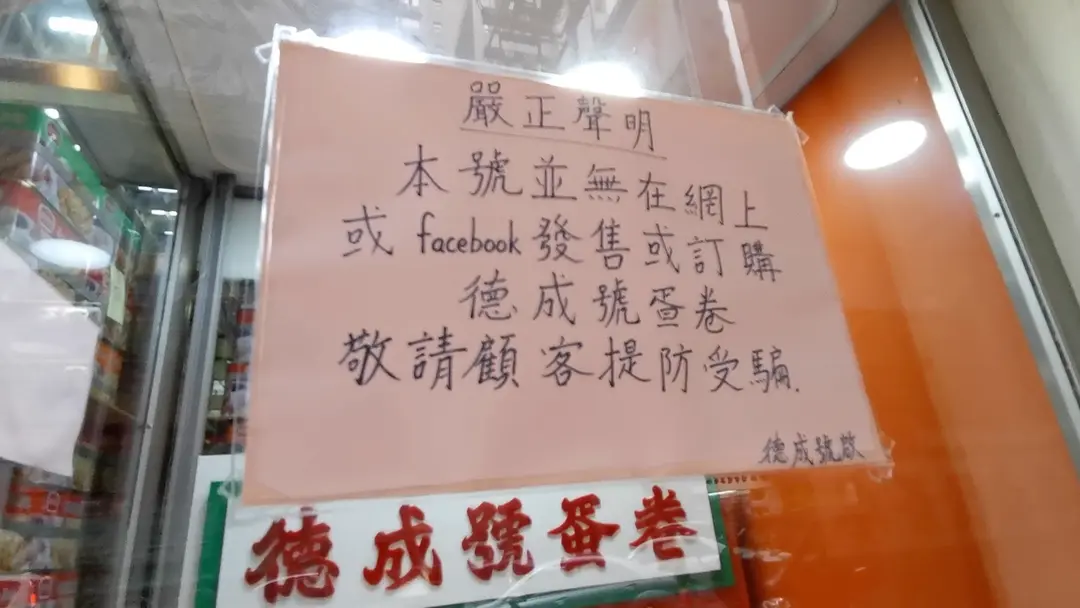 嚴正聲明
本號並無在網上
或 facebook 發售或訂購
德成號蛋卷
敬請顧客提防受騙.
德成號啟
德成號蛋卷